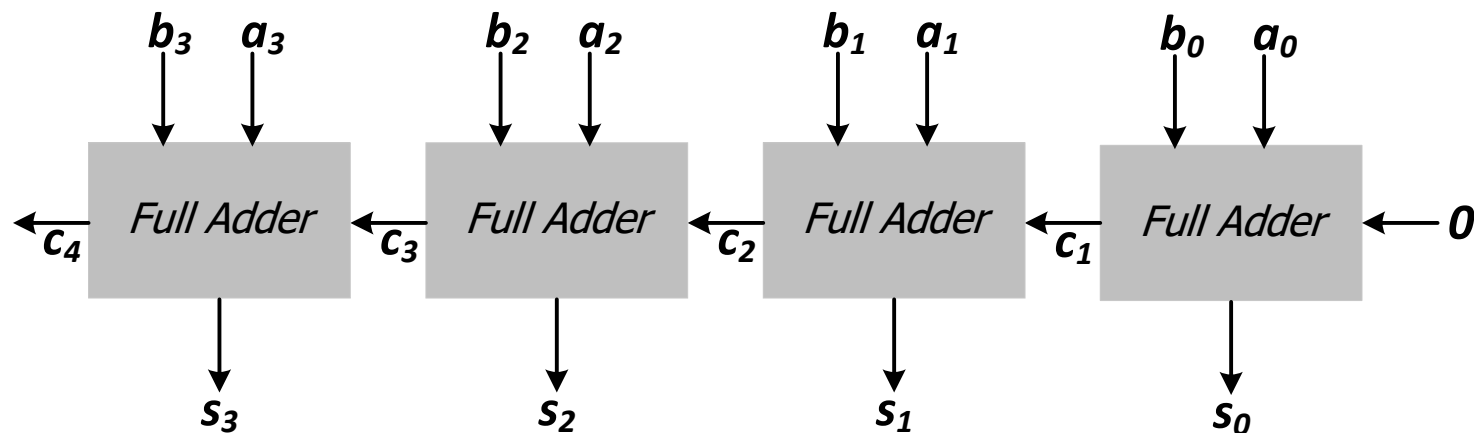 b₃ a₃ b₂ a₂ b₁ a₁ b₀ a₀
Full Adder Full Adder Full Adder Full Adder 0
c₄ c₃ c₂ c₁
s₃ s₂ s₁ s₀